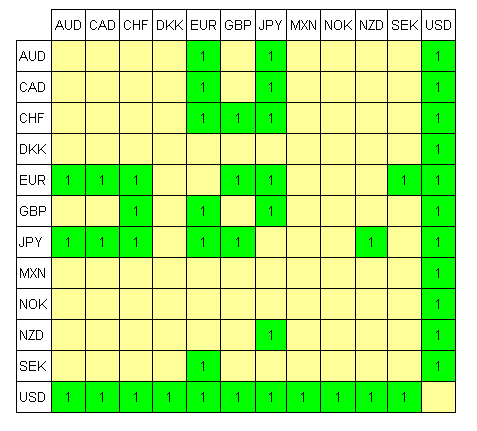 AUD CAD CHF DKK EUR GBP JPY MXN NOK NZD SEK USD
AUD 1 1 1
CAD 1 1 1
CHF 1 1 1 1
DKK 1
EUR 1 1 1 1 1 1 1
GBP 1 1 1 1
JPY 1 1 1 1 1 1 1
MXN 1
NOK 1
NZD 1 1
SEK 1 1
USD 1 1 1 1 1 1 1 1 1 1 1